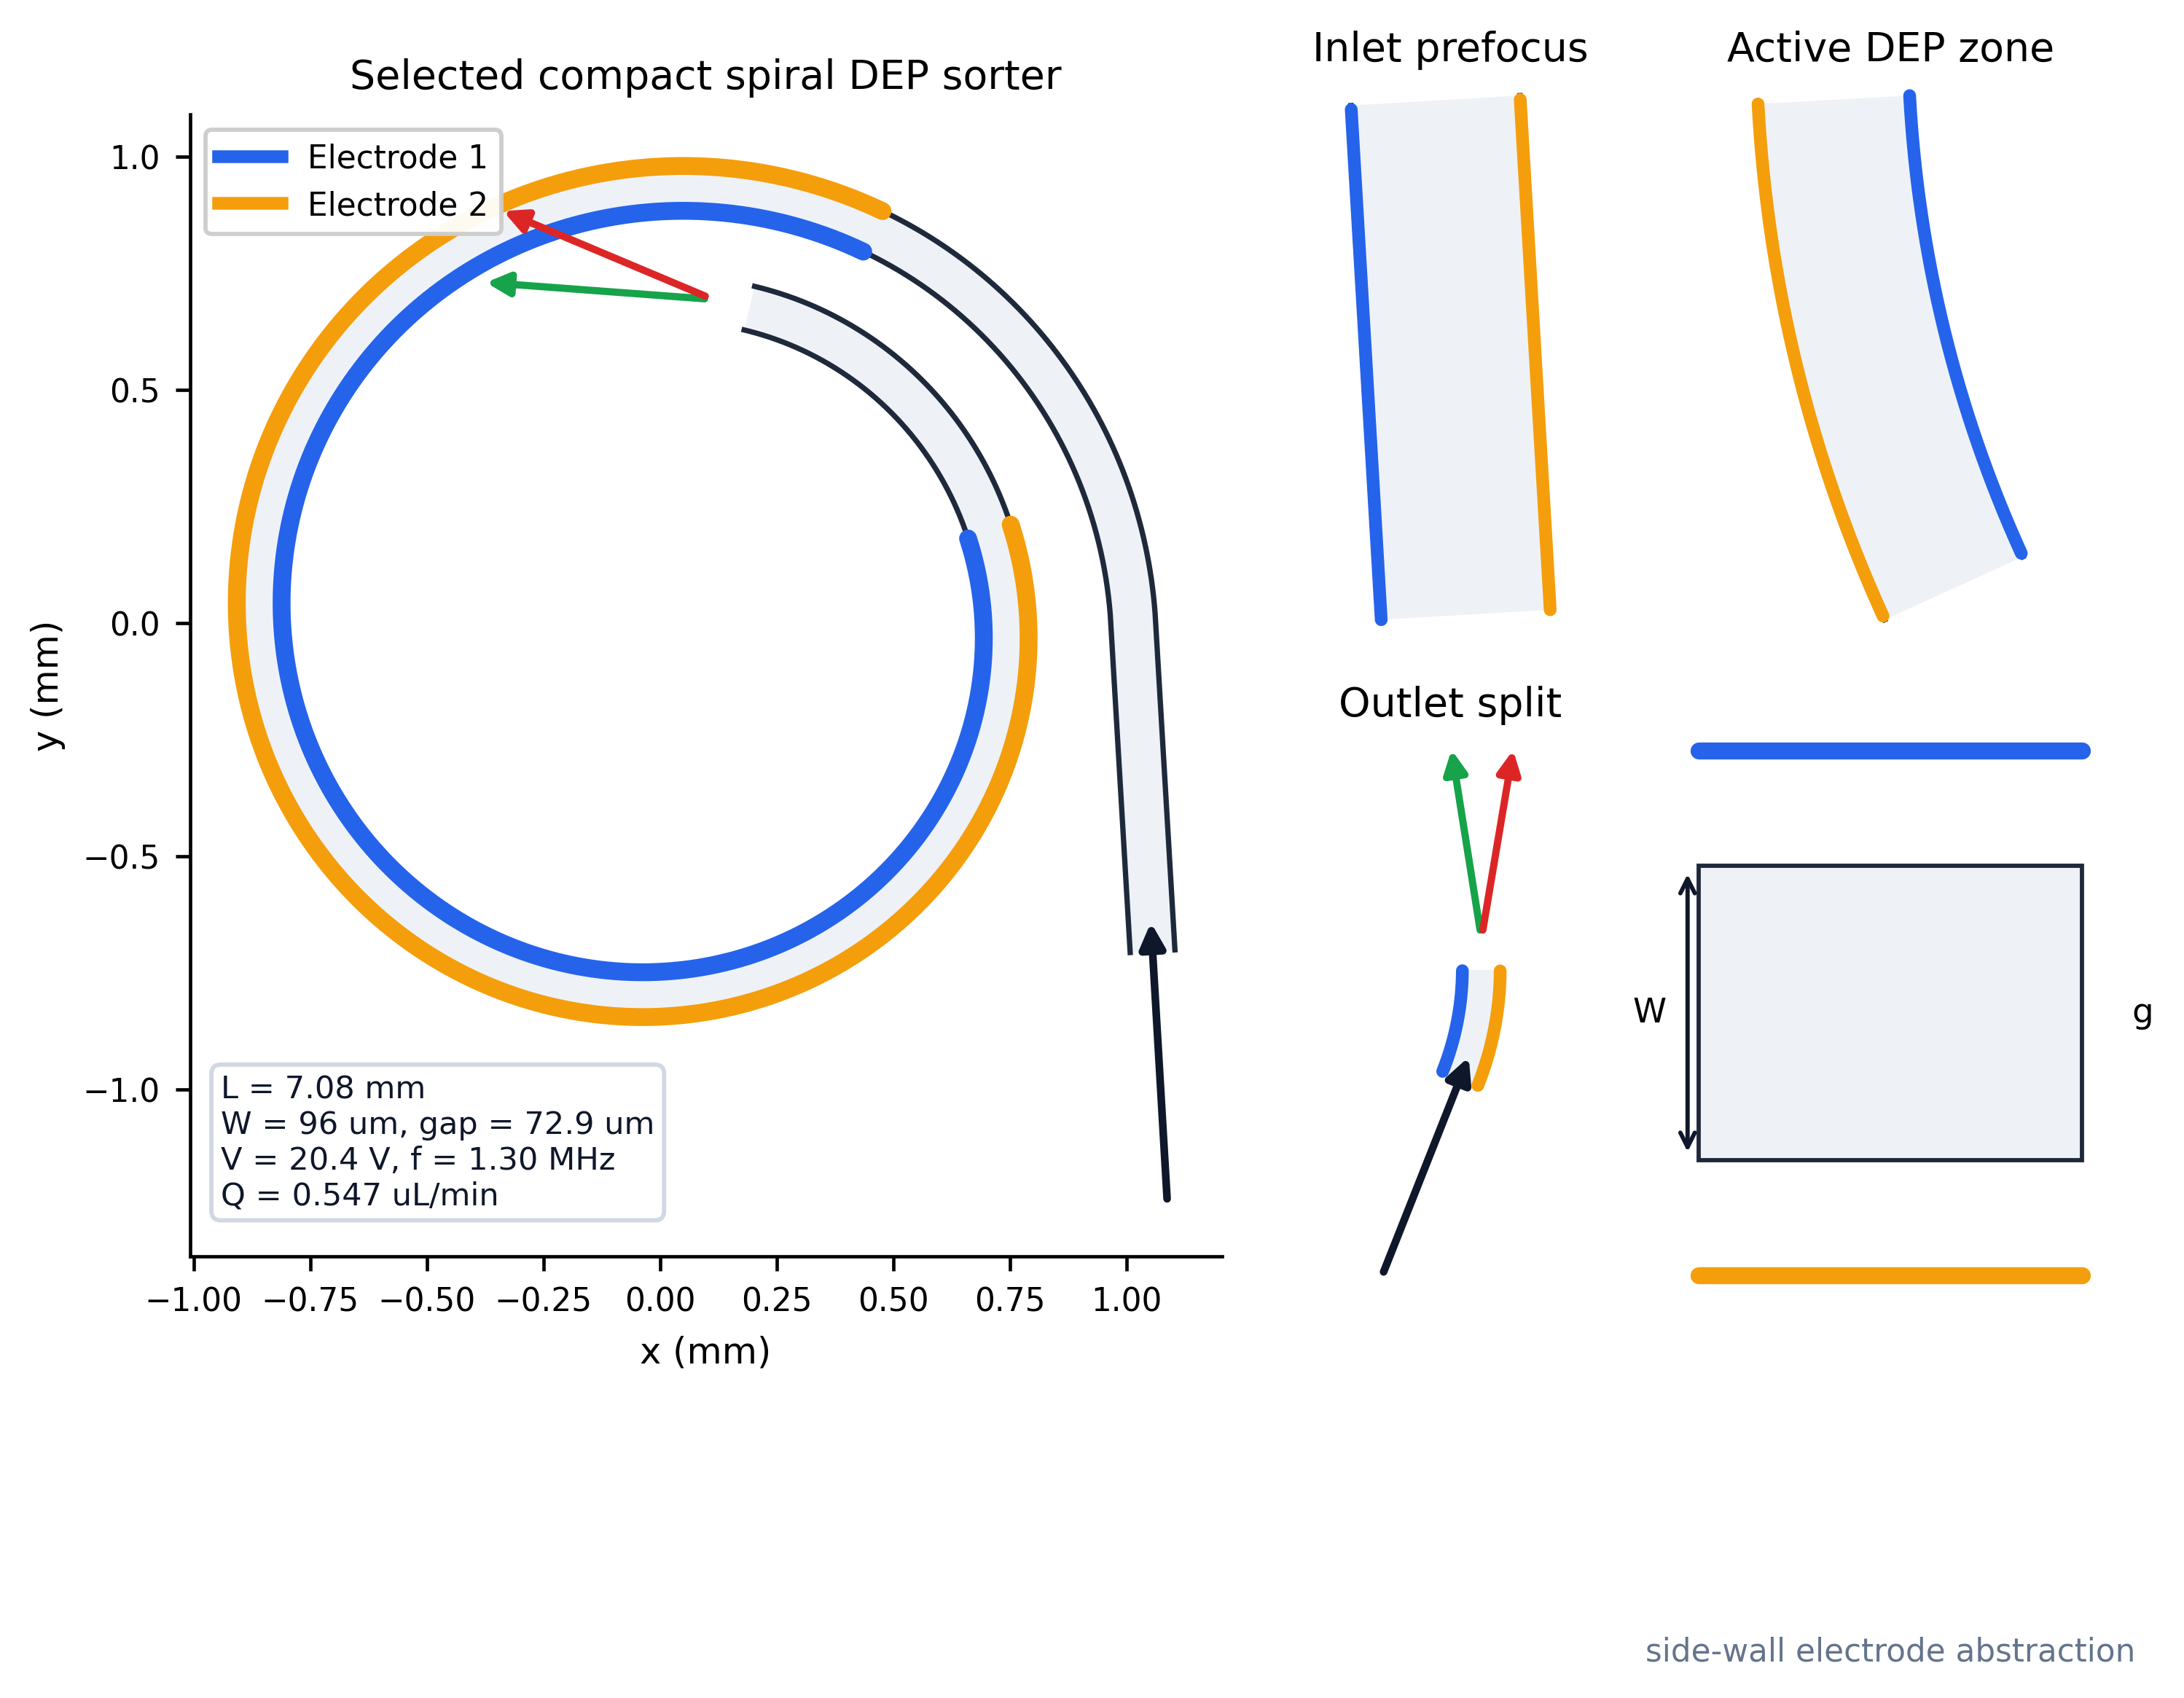 Selected compact spiral DEP sorter
Electrode 1
Electrode 2
1.0
0.5
0.0
−0.5
−1.0
y (mm)
L = 7.08 mm
W = 96 um, gap = 72.9 um
V = 20.4 V, f = 1.30 MHz
Q = 0.547 uL/min
−1.00 −0.75 −0.50 −0.25 0.00 0.25 0.50 0.75 1.00
x (mm)
Inlet prefocus
Active DEP zone
Outlet split
W
g
side-wall electrode abstraction